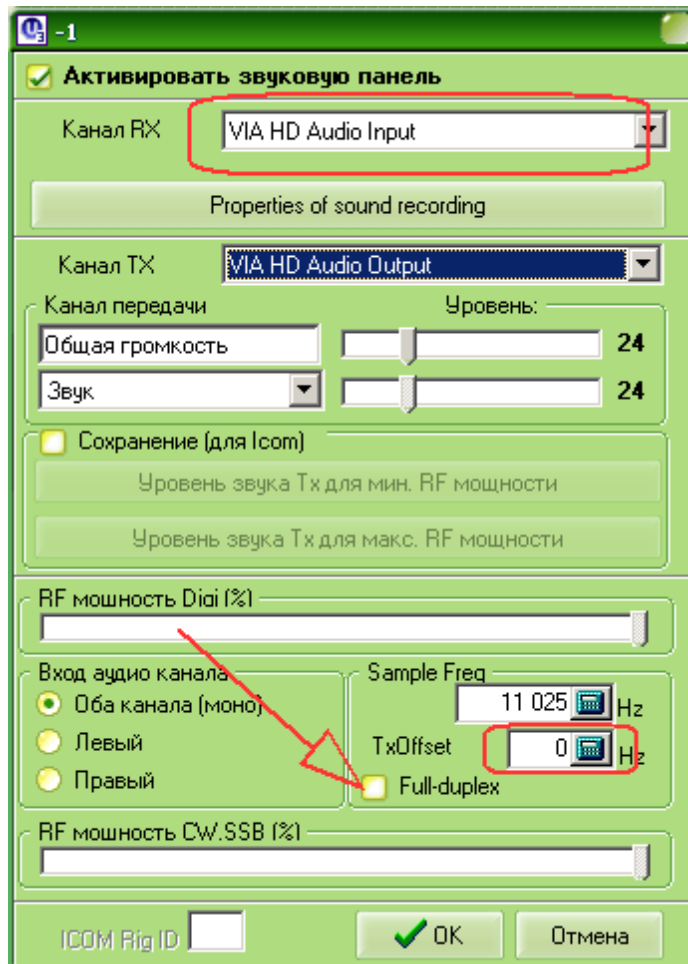 -1
Активировать звуковую панель
Канал RX VIA HD Audio Input
Properties of sound recording
Канал TX VIA HD Audio Output
Канал передачи Уровень:
Общая громкость 24
Звук 24
Сохранение (для Icom)
Уровень звука Tx для мин. RF мощности
Уровень звука Tx для макс. RF мощности
RF мошность Digi (%)
Вход аудио канала Sample Freq
Оба канала (моно) 11 025 Hz
Левый TxOffset 0 Hz
Правый Full-duplex
RF мошность CW.SSB (%)
ICOM Rig ID OK Отмена